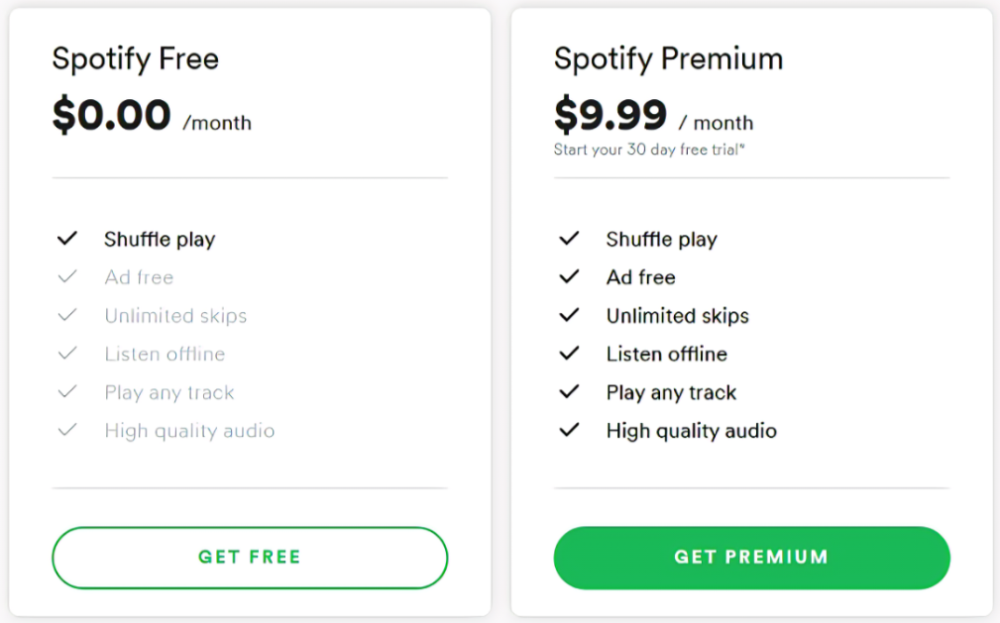 Spotify Free
$0.00 /month
Shuffle play
Ad free
Unlimited skips
Listen offline
Play any track
High quality audio
GET FREE
Spotify Premium
$9.99 / month
Start your 30 day free trial*
Shuffle play
Ad free
Unlimited skips
Listen offline
Play any track
High quality audio
GET PREMIUM